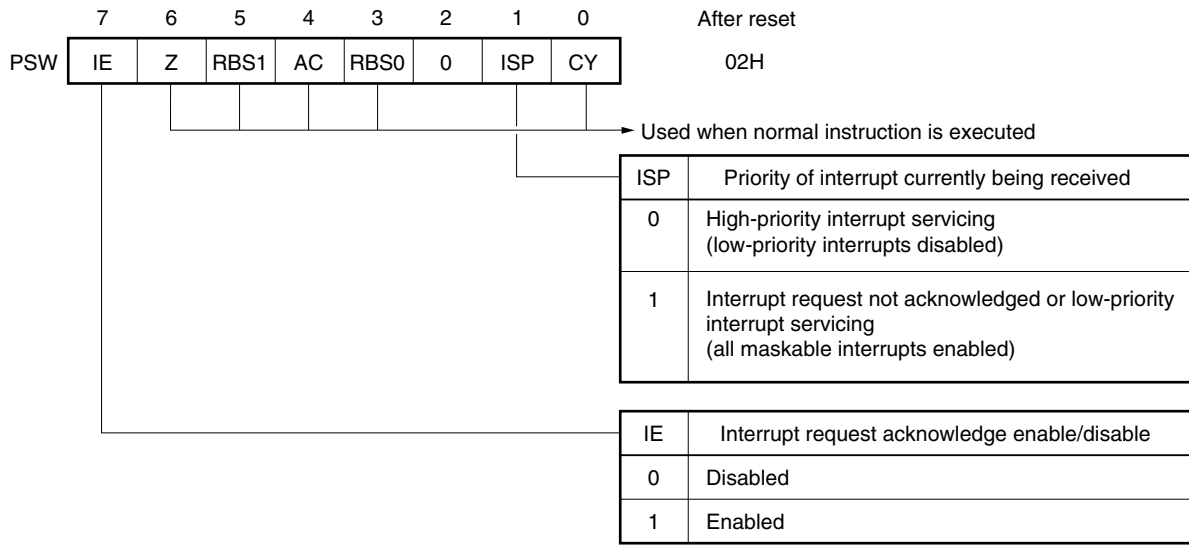 7 6 5 4 3 2 1 0 After reset
PSW IE Z RBS1 AC RBS0 0 ISP CY 02H
Used when normal instruction is executed
ISP Priority of interrupt currently being received
0 High-priority interrupt servicing
(low-priority interrupts disabled)
1 Interrupt request not acknowledged or low-priority
interrupt servicing
(all maskable interrupts enabled)
IE Interrupt request acknowledge enable/disable
0 Disabled
1 Enabled